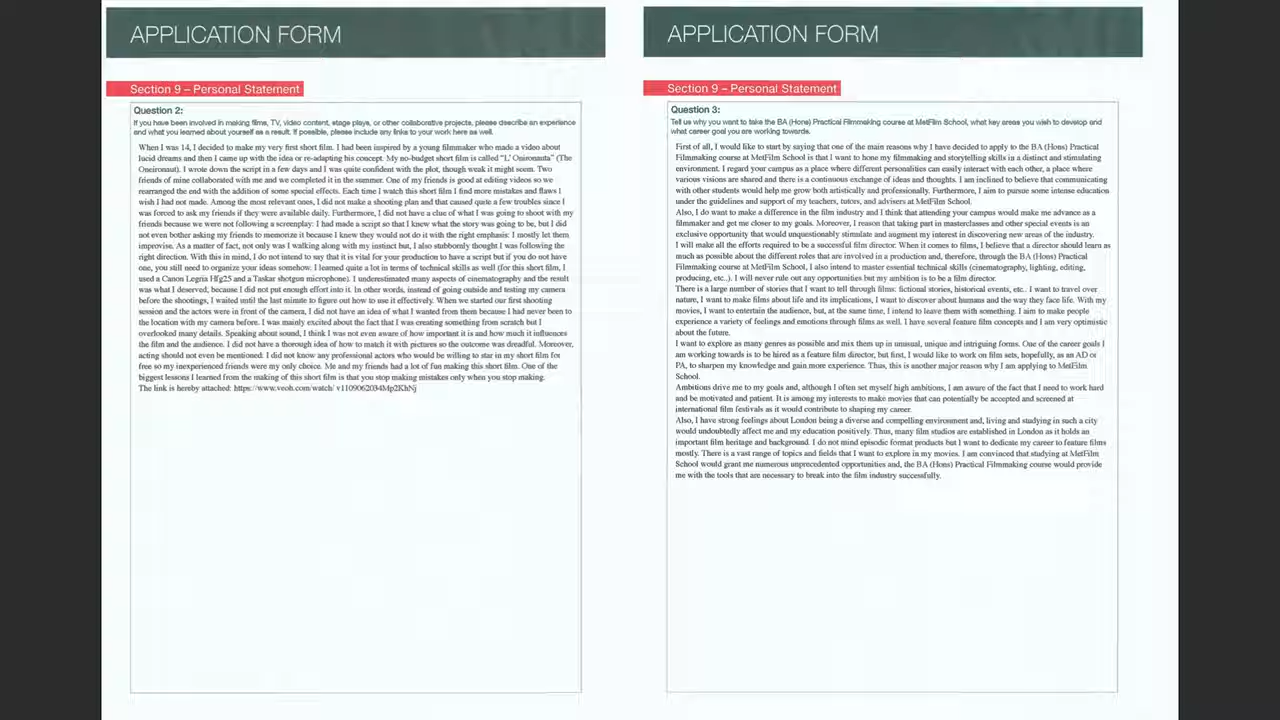 APPLICATION FORM
Section 9 – Personal Statement
Question 2:
If you have been involved in making films, TV, video content, stage plays, or other collaborative projects, please describe an experience
and what you learned about yourself as a result. If possible, please include any links to your work here as well.
When I was 14, I decided to make my very first short film. I had been inspired by a young filmmaker who made a video about
lucid dreams and then I came up with the idea or re-adapting his concept. My no-budget short film is called “L’ Onironauta” (The
Oneironaut). I wrote down the script in a few days and I was quite confident with the plot, though weak it might seem. Two
friends of mine collaborated with me and we completed it in the summer. One of my friends is good at editing videos so we
rearranged the end with the addition of some special effects. Each time I watch this short film I find more mistakes and flaws I
wish I had not made. Among the most relevant ones, I did not make a shooting plan and that caused quite a few troubles since I
was forced to ask my friends if they were available daily. Furthermore, I did not have a clue of what I was going to shoot with my
friends because we were not following a screenplay. I had made a script so that I knew what the story was going to be, but I did
not even bother asking my friends to memorize it because I knew they would not do it with the right emphasis: I mostly let them
improvise. As a matter of fact, not only was I walking along with my instinct but, I also stubbornly thought I was following the
right direction. With this in mind, I do not intend to say that it is vital for your production to have a script but if you do not have
one, you still need to organize your ideas somehow. I learned quite a lot in terms of technical skills as well (for this short film, I
used a Canon Legria Hfg25 and a Taskar shotgun microphone). I underestimated many aspects of cinematography and the result
was what I deserved, because I did not put enough effort into it. In other words, instead of going outside and testing my camera
before the shootings, I waited until the last minute to figure out how to use it effectively. When we started our first shooting
session and the actors were in front of the camera, I did not have an idea of what I wanted from them because I had never been to
the location with my camera before. I was mainly excited about the fact that I was creating something from scratch but I
overlooked many details. Speaking about sound, I think I was not even aware of how important it is and how much it influences
the film and the audience. I did not have a thorough idea of how to match it with pictures so the outcome was dreadful. Moreover,
acting should not even be mentioned: I did not know any professional actors who would be willing to star in my short film for
free so my inexperienced friends were my only choice. Me and my friends had a lot of fun making this short film. One of the
biggest lessons I learned from the making of this short film is that you stop making mistakes only when you stop making.
The link is hereby attached: https://www.veoh.com/watch/
APPLICATION FORM
Section 9 – Personal Statement
Question 3:
Tell us why you want to take the BA (Hons) Practical Filmmaking course at MetFilm School, what key areas you wish to develop and
what career goal you are working towards.
First of all, I would like to start by saying that one of the main reasons why I have decided to apply to the BA (Hons) Practical
Filmmaking course at MetFilm School is that I want to hone my filmmaking and storytelling skills in a distinct and stimulating
environment. I regard your campus as a place where different personalities can easily interact with each other, a place where
various visions are shared and there is a continuous exchange of ideas and thoughts. I am inclined to believe that communicating
with other students would help me grow both artistically and professionally. Furthermore, I aim to pursue some intense education
under the guidelines and support of my teachers, tutors, and advisers at MetFilm School.
Also, I do want to make a difference in the film industry and I think that attending your campus would make me advance as a
filmmaker and get me closer to my goals. Moreover, I reason that taking part in masterclasses and other special events is an
exclusive opportunity that would unquestionably stimulate and augment my interest in discovering new areas of the industry.
I will make all the efforts required to be a successful film director. When it comes to films, I believe that a director should learn as
much as possible about the different roles that are involved in a production and, therefore, through the BA (Hons) Practical
Filmmaking course at MetFilm School, I also intend to master essential technical skills (cinematography, lighting, editing,
producing, etc..). I will never rule out any opportunities but my ambition is to be a film director.
There is a large number of stories that I want to tell through films: fictional stories, historical events, etc.. I want to travel over
nature, I want to make films about life and its implications, I want to discover about humans and the way they face life. With my
movies, I want to entertain the audience, but, at the same time, I intend to leave them with something. I aim to make people
experience a variety of feelings and emotions through films as well. I have several feature film concepts and I am very optimistic
about the future.
I want to explore as many genres as possible and mix them up in unusual, unique and intriguing forms. One of the career goals I
am working towards is to be hired as a feature film director, but first, I would like to work on film sets, hopefully, as an AD or
PA, to sharpen my knowledge and gain more experience. Thus, this is another major reason why I am applying to MetFilm
School.
Ambitious drive me to my goals and, although I often set myself high ambitions, I am aware of the fact that I need to work hard
and be motivated and patient. It is among my interests to make movies that can potentially be accepted and screened at
international film festivals as it would contribute to shaping my career.
Also, I have strong feelings about London being a diverse and compelling environment and, living and studying in such a city
would undoubtedly affect me and my education positively. Thus, many film studios are established in London as it holds an
important film heritage and background. I do not mind episodic format products but I want to dedicate my career to feature films
mostly. There is a vast range of topics and fields that I want to explore in my movies. I am convinced that studying at MetFilm
School would grant me numerous unprecedented opportunities and, the BA (Hons) Practical Filmmaking course would provide
me with the tools that are necessary to break into the film industry successfully.